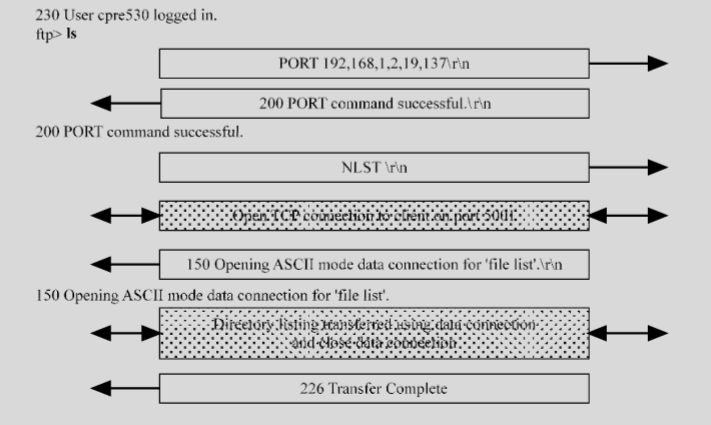 230 User cpre530 logged in.
ftp> ls
PORT 192,168,1,2,19,137\r\n
200 PORT command successful.\r\n
200 PORT command successful.
NLST \r\n
Open TCP connection to client on port 5001
150 Opening ASCII mode data connection for 'file list'.\r\n
150 Opening ASCII mode data connection for 'file list'.
Directory listing transferred using data connection
and close data connection
226 Transfer Complete